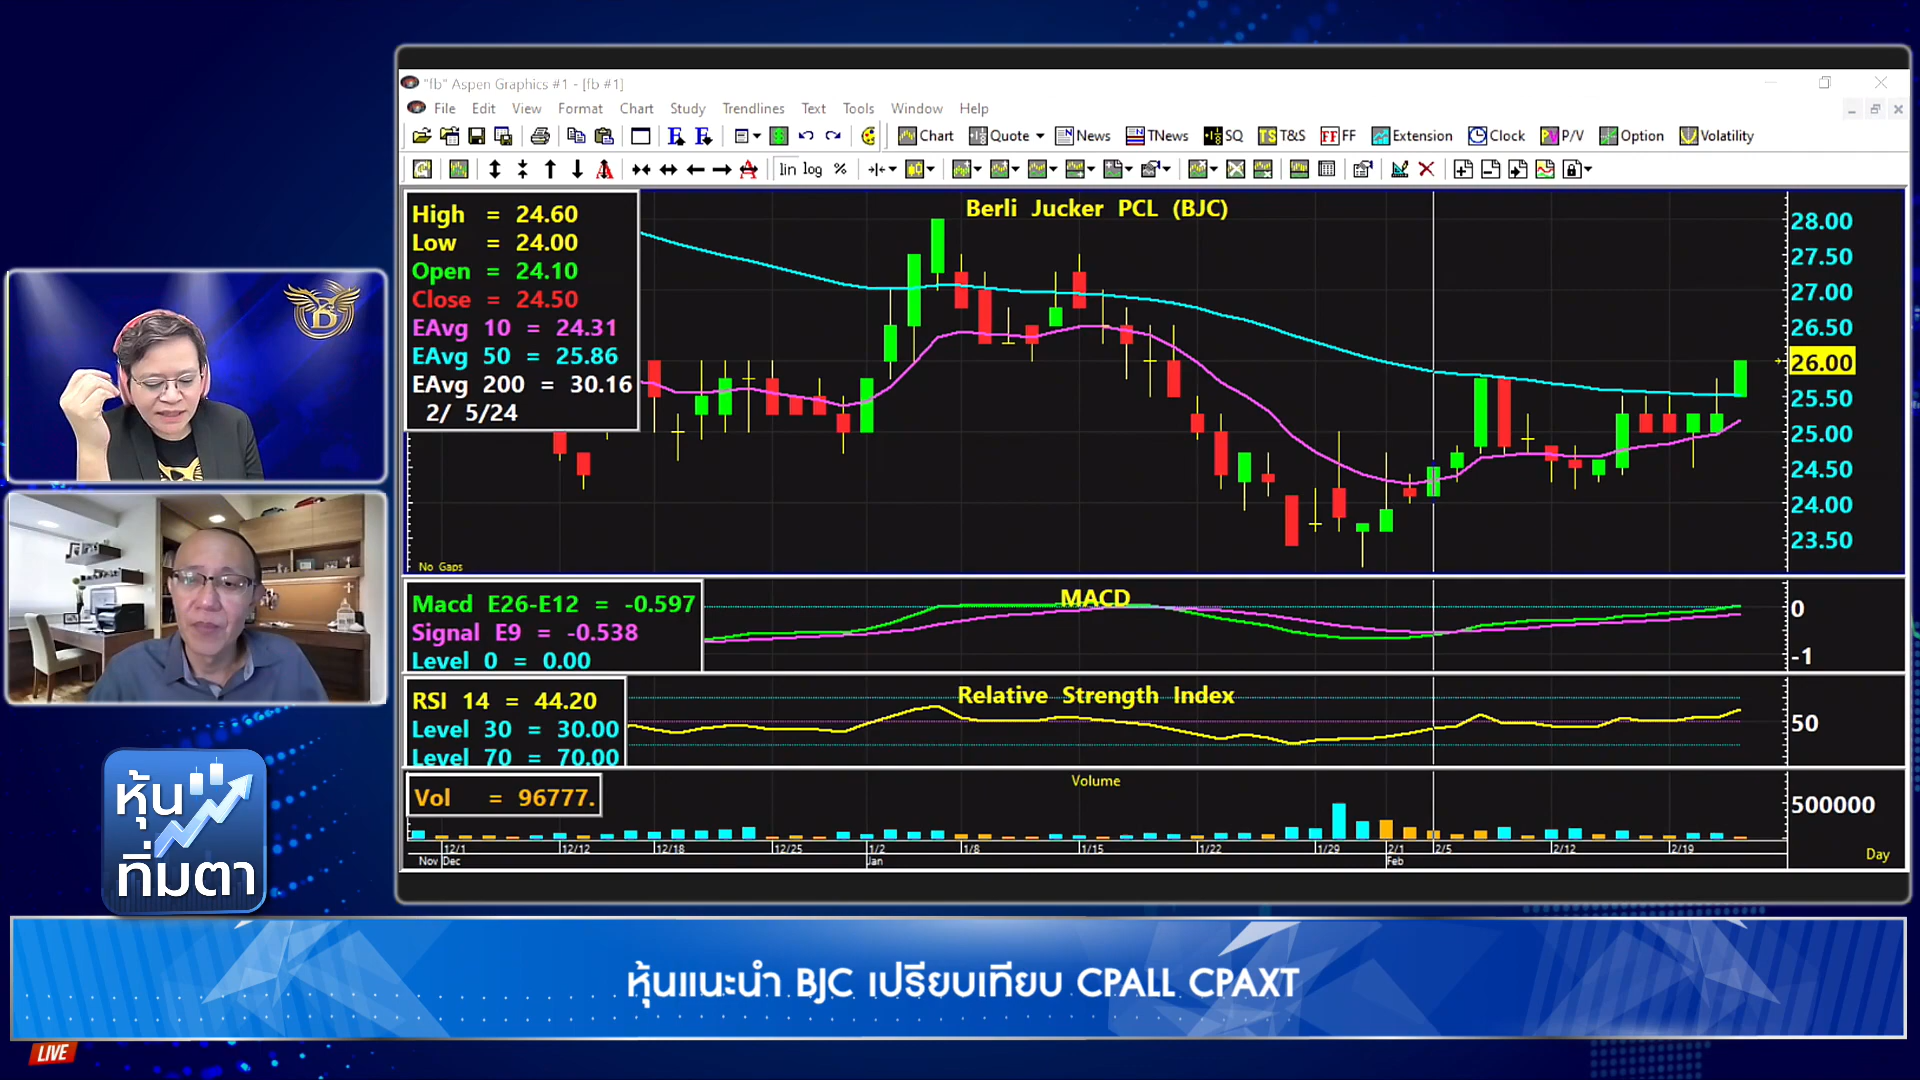 "fb" Aspen Graphics #1 - [fb #1]
File Edit View Format Chart Study Trendlines Text Tools Window Help
Chart Quote News TNews SQ TS T&S FF FF Extension Clock P/V P/V Option Volatility
lin log %
Berli Jucker PCL (BJC)
High = 24.60
Low = 24.00
Open = 24.10
Close = 24.50
EAvg 10 = 24.31
EAvg 50 = 25.86
EAvg 200 = 30.16
2/ 5/24
28.00
27.50
27.00
26.50
26.00
25.50
25.00
24.50
24.00
23.50
No Gaps
MACD
Macd E26-E12 = -0.597
Signal E9 = -0.538
Level 0 = 0.00
0
-1
Relative Strength Index
RSI 14 = 44.20
Level 30 = 30.00
Level 70 = 70.00
50
Volume
Vol = 96777.
500000
12/1 12/12 12/18 12/25 1/2 1/8 1/15 1/22 1/29 2/1 2/5 2/12 2/19
Nov Dec Jan Feb
Day
หุ้น
ทิ่มตา
หุ้นแนะนำ BJC เปรียบเทียบ CPALL CPAXT
LIVE